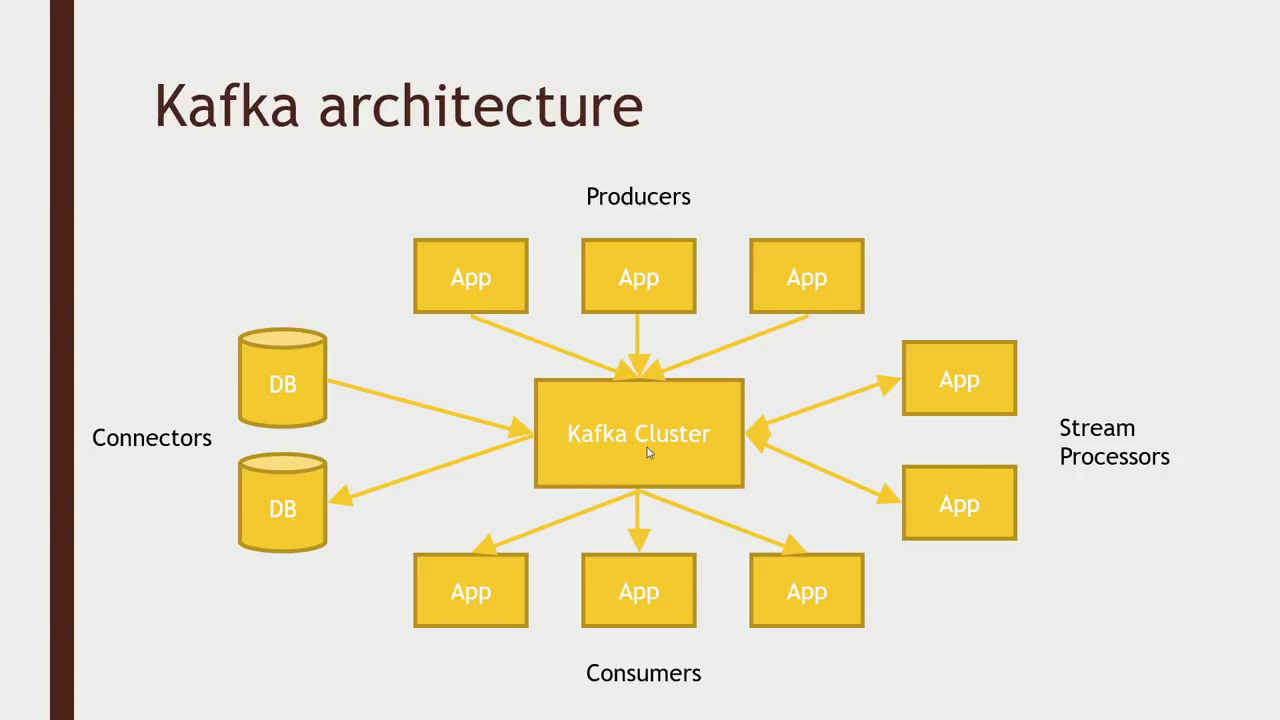 Kafka architecture
Producers
App
App
App
DB
App
Connectors
Kafka Cluster
Stream
Processors
DB
App
App
App
App
Consumers